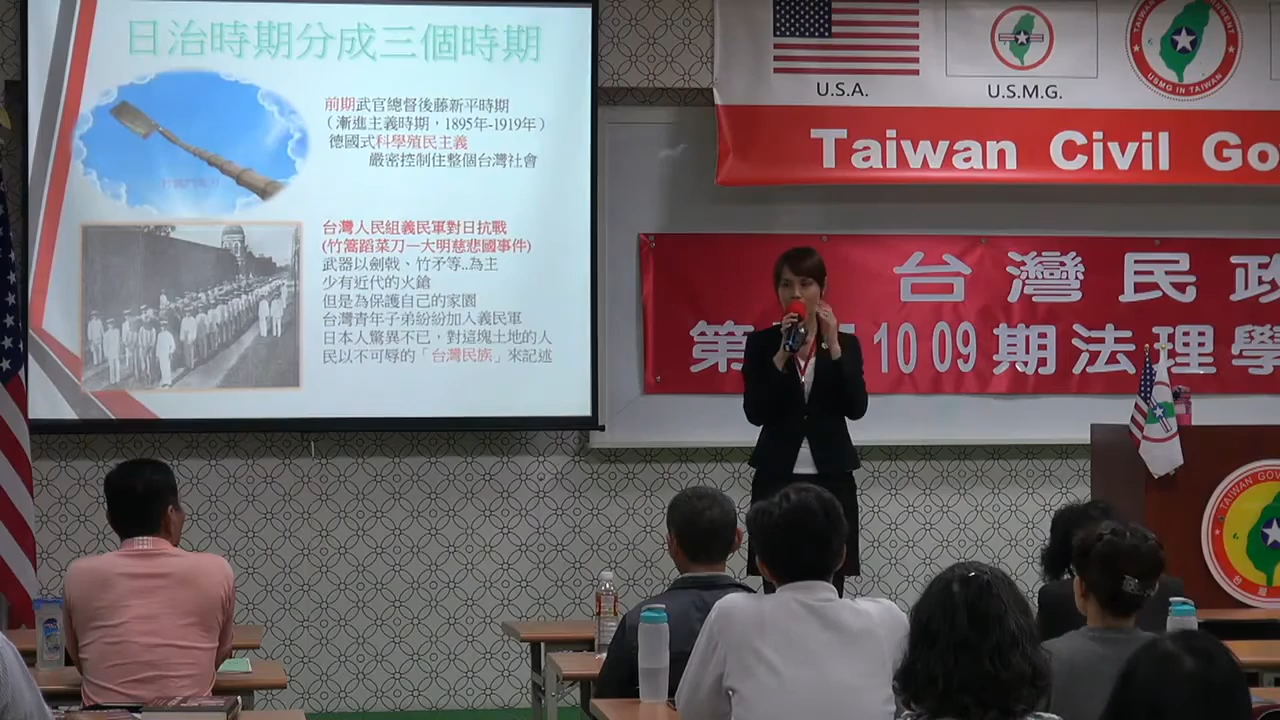 日治時期分成三個時期
前期武官總督後藤新平時期
（漸進主義時期，1895年-1919年）
德國式科學殖民主義
嚴密控制住整個台灣社會
台灣人民組義民軍對日抗戰
(竹篙蹈菜刀—大明慈悲國事件)
武器以劍戟、竹矛等..為主
少有近代的火鎗
但是為保護自己的家園
台灣青年子弟紛紛加入義民軍
日本人驚異不已，對這塊土地的人
民以不可辱的「台灣民族」來記述
U.S.A.
U.S.M.G.
USMG IN TAIWAN
Taiwan Civil Go
台灣民政
第
10 09 期法理學
TAIWAN GOV